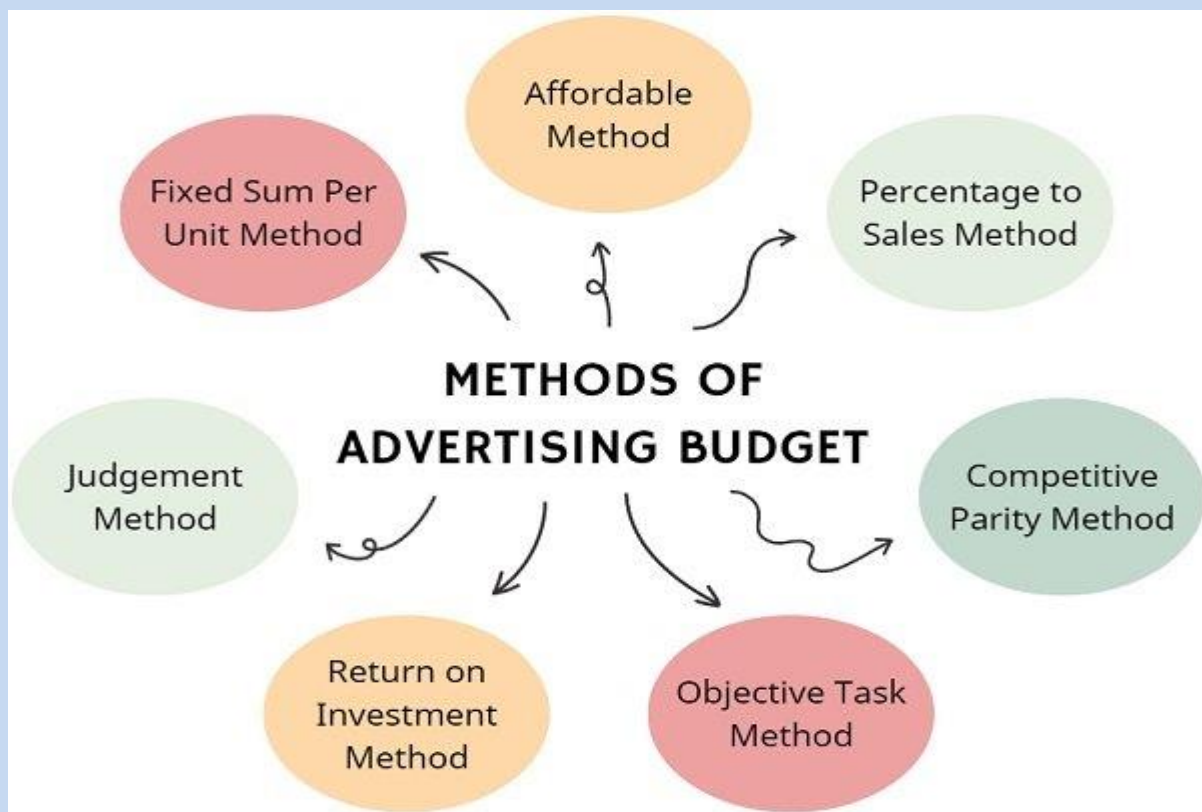 Affordable
Method
Fixed Sum Per
Unit Method
Percentage to
Sales Method
METHODS OF
ADVERTISING BUDGET
Judgement
Method
Competitive
Parity Method
Return on
Investment
Method
Objective Task
Method